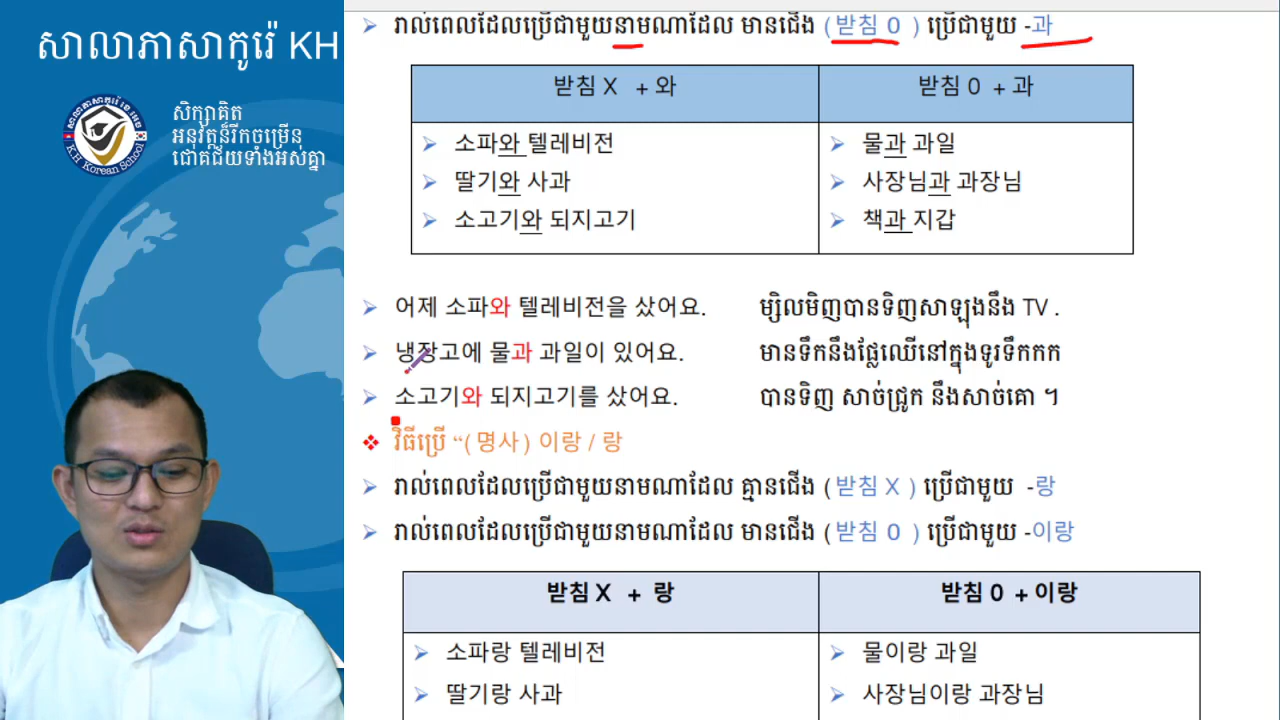 សាលាភាសាកូរ៉េ KH
សាលាភាសាកូរ៉េ ខេ អេច
K.H Korean School
សិក្សាគិត
អនុវត្តន៍រីកចម្រើន
ជោគជ័យទាំងអស់គ្នា
រាល់ពេលដែលប្រើជាមួយនាមណាដែល មានជើង (받침 0 ) ប្រើជាមួយ -과
받침 X + 와
받침 0 + 과
소파와 텔레비전
물과 과일
딸기와 사과
사장님과 과장님
소고기와 되지고기
책과 지갑
어제 소파와 텔레비전을 샀어요. ម្សិលមិញបានទិញសាឡុងនឹង TV .
냉장고에 물과 과일이 있어요. មានទឹកនឹងផ្លែឈើនៅក្នុងទូរទឹកកក
소고기와 되지고기를 샀어요. បានទិញ សាច់ជ្រូក នឹងសាច់គោ ។
វិធីប្រើ “( 명사 ) 이랑 / 랑
រាល់ពេលដែលប្រើជាមួយនាមណាដែល គ្មានជើង ( 받침 X ) ប្រើជាមួយ -랑
រាល់ពេលដែលប្រើជាមួយនាមណាដែល មានជើង ( 받침 0 ) ប្រើជាមួយ -이랑
받침 X + 랑
받침 0 + 이랑
소파랑 텔레비전
물이랑 과일
딸기랑 사과
사장님이랑 과장님